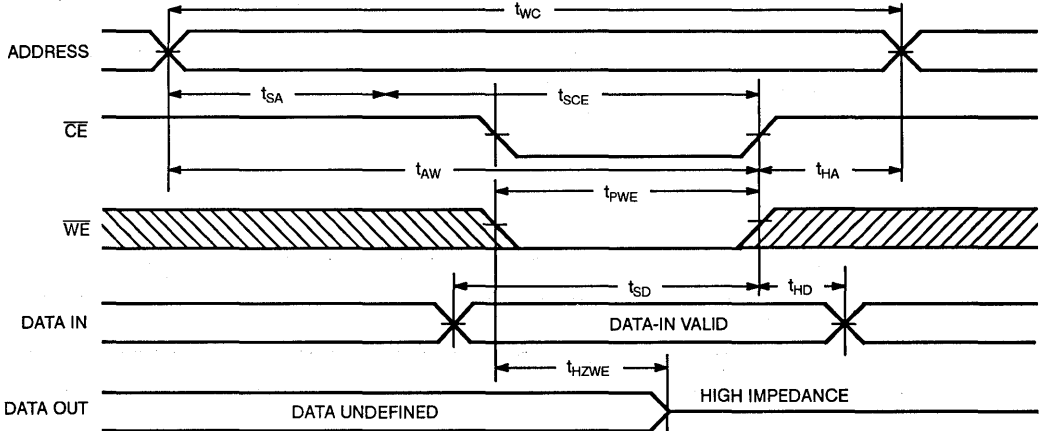 tWC
ADDRESS
tSA
tSCE
CE
tAW
tHA
tPWE
WE
tSD
tHD
DATA IN
DATA-IN VALID
tHZWE
HIGH IMPEDANCE
DATA OUT
DATA UNDEFINED